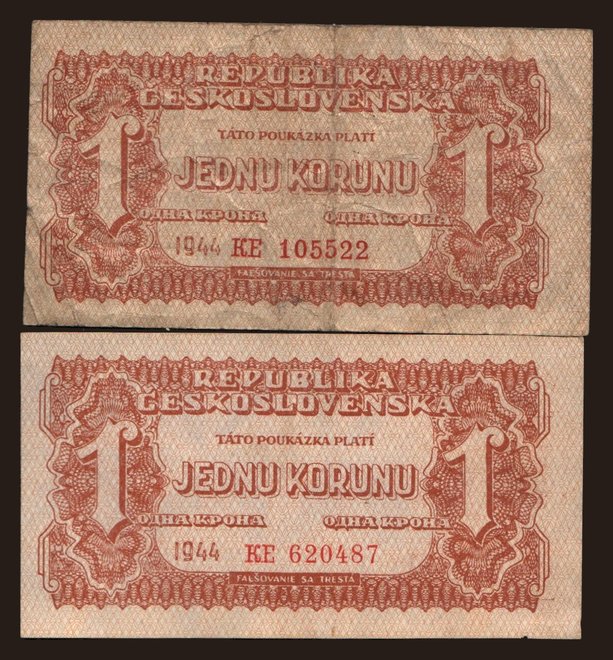 REPUBLIKA
ČESKOSLOVENSKÁ
TÁTO POUKÁZKA PLATÍ
1 JEDNU KORUNU 1
ОДНА КРОНА ОДНА КРОНА
1944 KE 105522
FALŠOVANIE SA TRESTÁ
REPUBLIKA
ČESKOSLOVENSKÁ
TÁTO POUKÁZKA PLATÍ
1 JEDNU KORUNU 1
ОДНА КРОНА ОДНА КРОНА
1944 KE 620487
FALŠOVANIE SA TRESTÁ